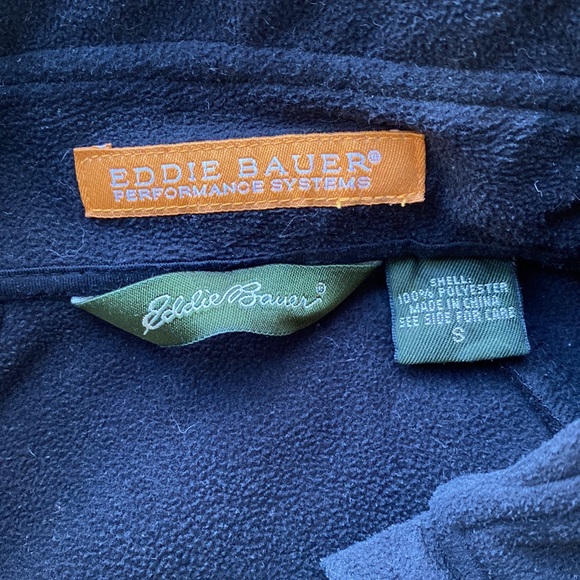 EDDIE BAUER®
PERFORMANCE SYSTEMS
Eddie Bauer®
SHELL:
100% POLYESTER
MADE IN CHINA
SEE SIDE FOR CARE
S